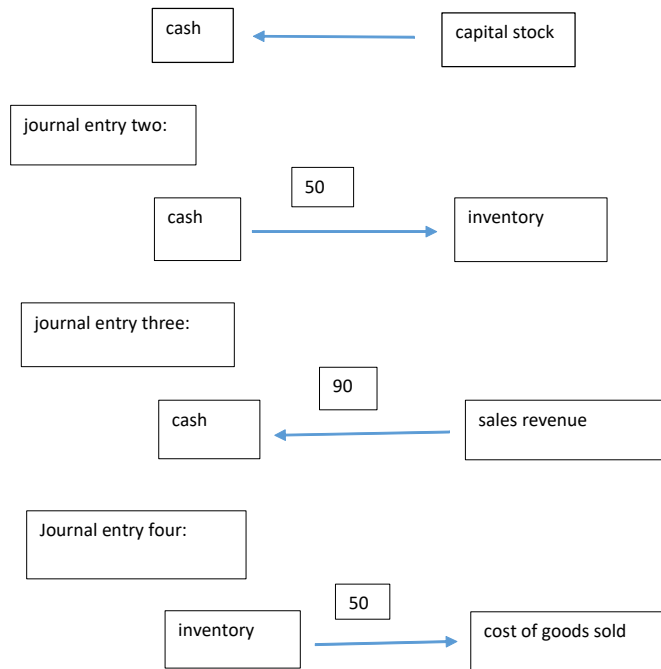 cash
capital stock
journal entry two:
50
cash
inventory
journal entry three:
90
cash
sales revenue
Journal entry four:
50
inventory
cost of goods sold